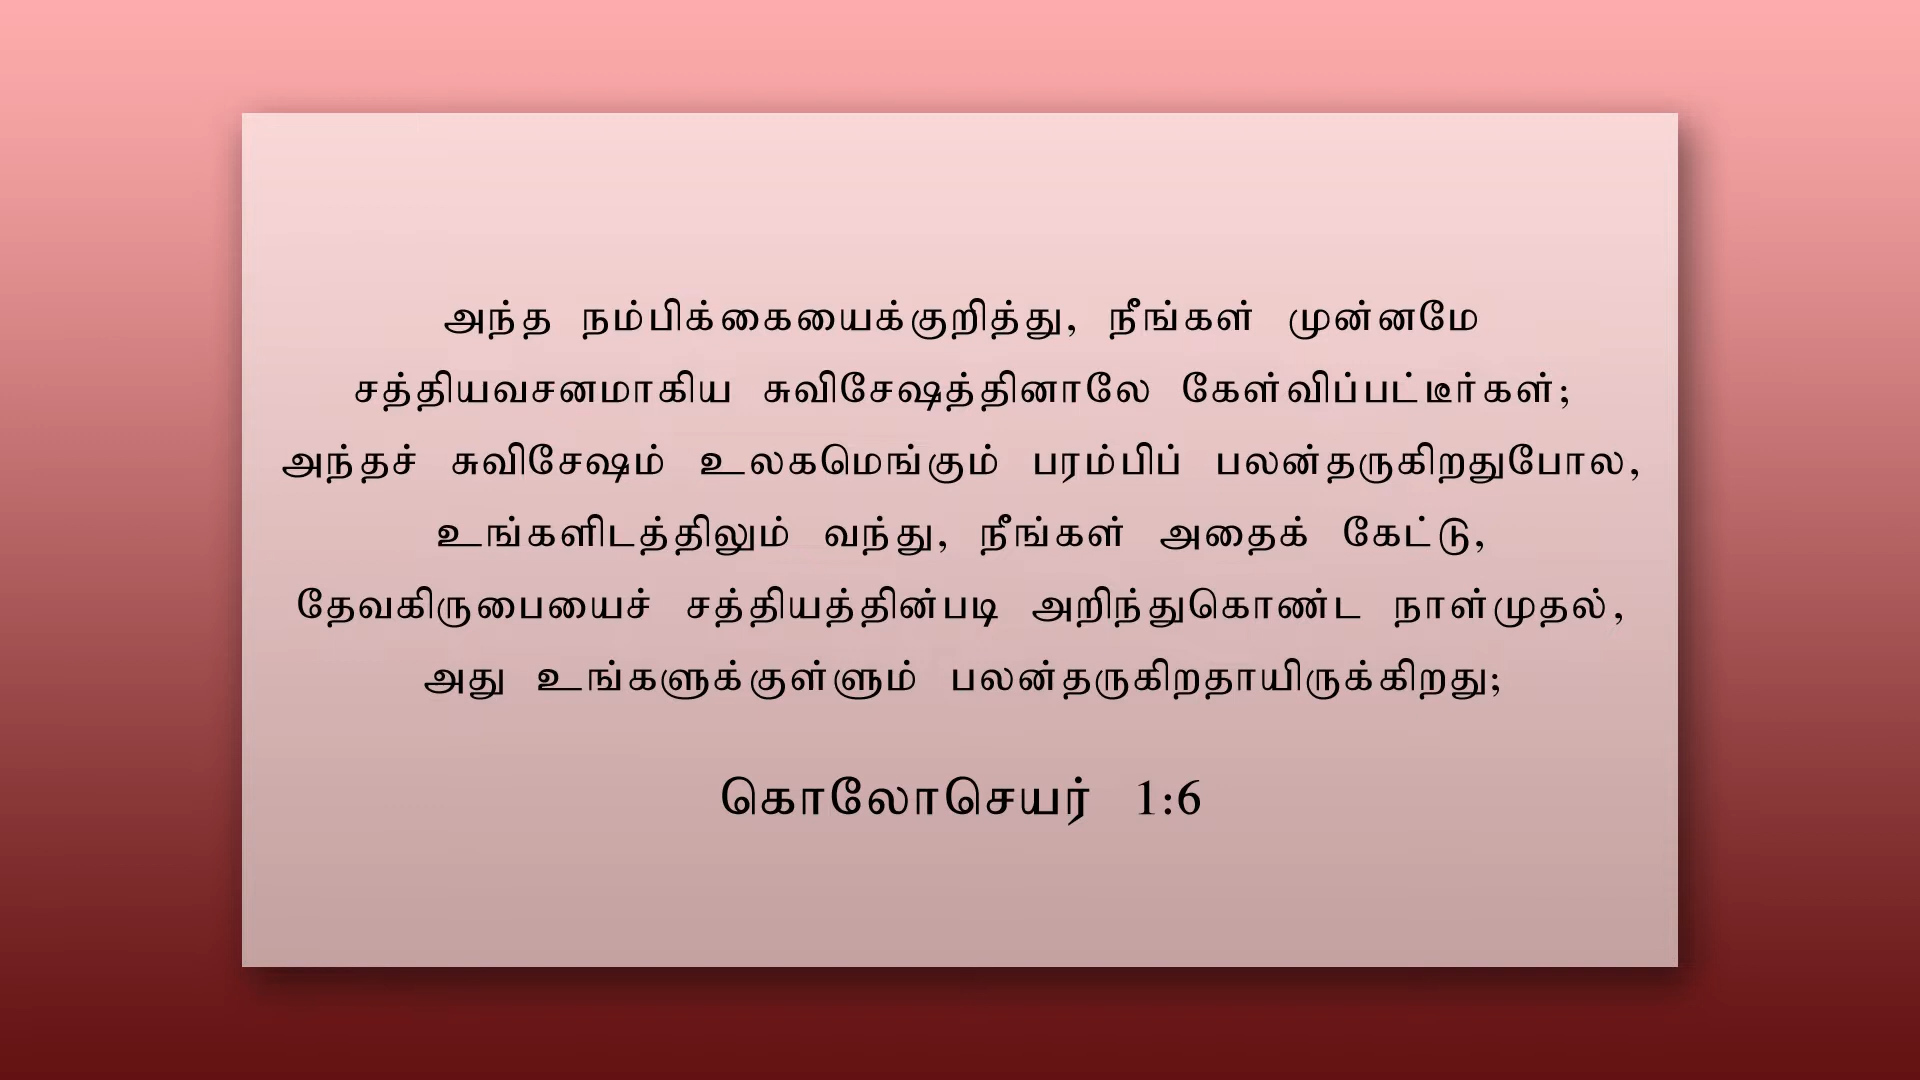 அந்த நம்பிக்கையைக்குறித்து, நீங்கள் முன்னமே
சத்தியவசனமாகிய சுவிசேஷத்தினாலே கேள்விப்பட்டீர்கள்;
அந்தச் சுவிசேஷம் உலகமெங்கும் பரம்பிப் பலன்தருகிறதுபோல,
உங்களிடத்திலும் வந்து, நீங்கள் அதைக் கேட்டு,
தேவகிருபையைச் சத்தியத்தின்படி அறிந்துகொண்ட நாள்முதல்,
அது உங்களுக்குள்ளும் பலன்தருகிறதாயிருக்கிறது;
கொலோசெயர் 1:6